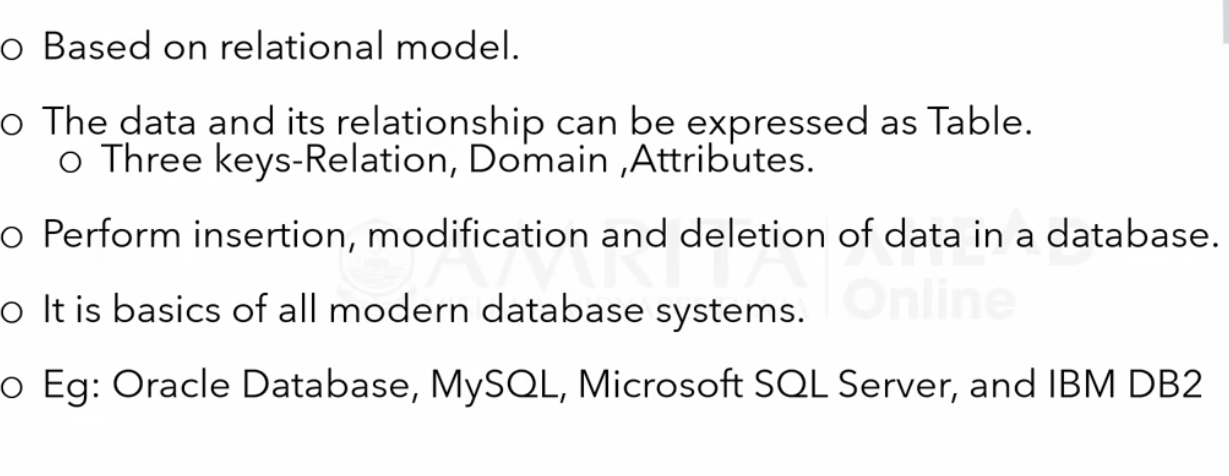 o Based on relational model.
o The data and its relationship can be expressed as Table.
o Three keys-Relation, Domain ,Attributes.
o Perform insertion, modification and deletion of data in a database.
o It is basics of all modern database systems.
o Eg: Oracle Database, MySQL, Microsoft SQL Server, and IBM DB2
AMRITA AHEAD
Online